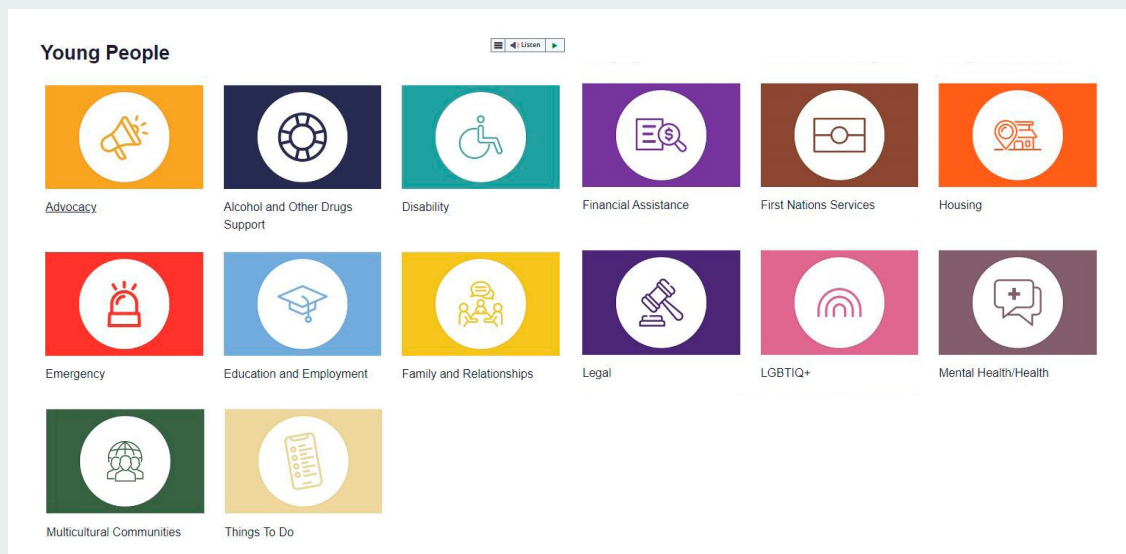 Young People
Listen
Advocacy
Alcohol and Other Drugs
Support
Disability
Financial Assistance
First Nations Services
Housing
Emergency
Education and Employment
Family and Relationships
Legal
LGBTIQ+
Mental Health/Health
Multicultural Communities
Things To Do